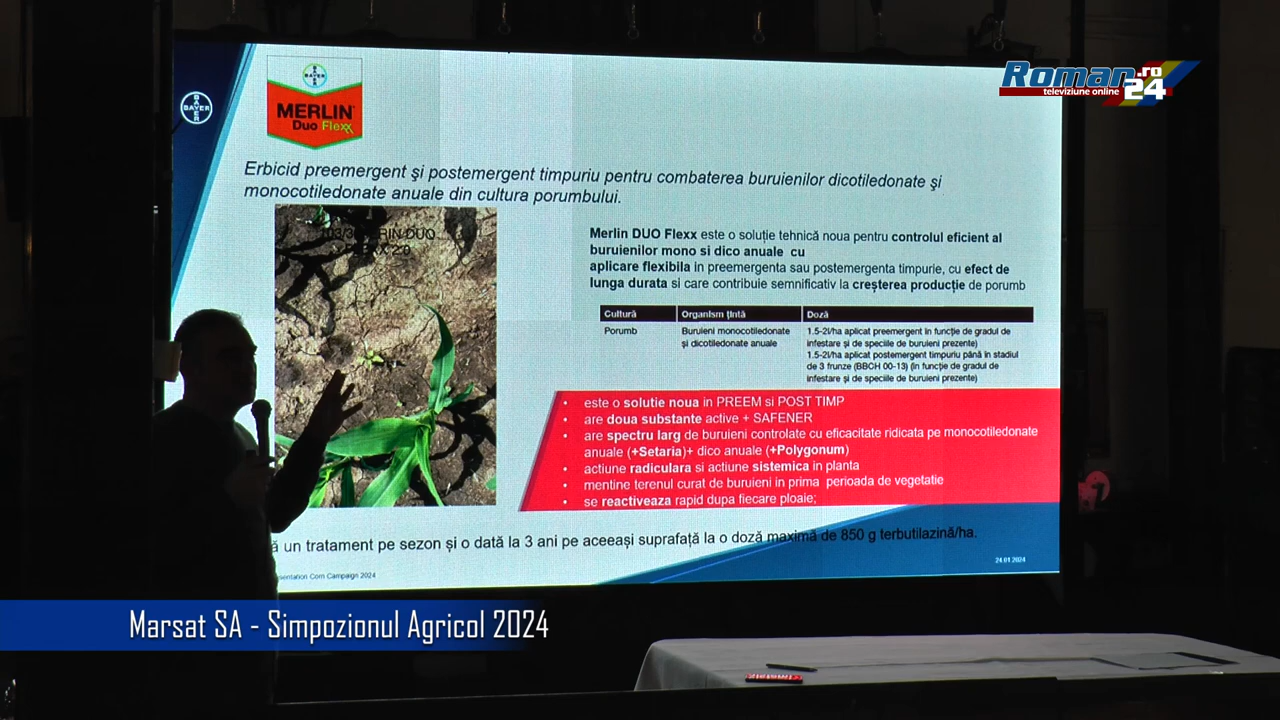 Roman24.ro
televiziune online
BAYER
BAYER
MERLIN
Duo Flexx
Erbicid preemergent şi postemergent timpuriu pentru combaterea buruienilor dicotiledonate şi
monocotiledonate anuale din cultura porumbului.
Merlin DUO Flexx este o soluție tehnică noua pentru controlul eficient al
buruienilor mono si dico anuale cu
aplicare flexibila in preemergenta sau postemergenta timpurie, cu efect de
lunga durata si care contribuie semnificativ la creșterea producție de porumb
Cultură Organism țintă Doză
Porumb Buruieni monocotiledonate 1.5-2l/ha aplicat preemergent în funcție de gradul de
și dicotiledonate anuale infestare și de speciile de buruieni prezente)
1.5-2l/ha aplicat postemergent timpuriu până în stadiul
de 3 frunze (BBCH 00-13) (în funcție de gradul de
infestare și de speciile de buruieni prezente)
• este o solutie noua in PREEM si POST TIMP
• are doua substante active + SAFENER
• are spectru larg de buruieni controlate cu eficacitate ridicata pe monocotiledonate
anuale (+Setaria)+ dico anuale (+Polygonum)
• actiune radiculara si actiune sistemica in planta
• mentine terenul curat de buruieni in prima perioada de vegetatie
• se reactiveaza rapid dupa fiecare ploaie;
un tratament pe sezon și o dată la 3 ani pe aceeași suprafață la o doză maximă de 850 g terbutilazină/ha.
Corn Campaign 2024
24.01.2024
Marsat SA - Simpozionul Agricol 2024